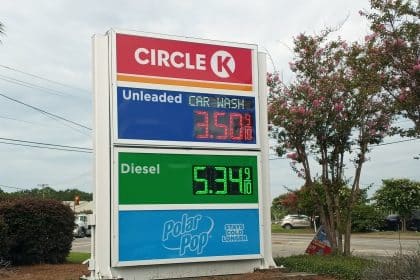 CIRCLE K
Unleaded CAR WASH
3.50 9/10
Diesel
5.34 9/10
Polar Pop STAYS COLD LONGER